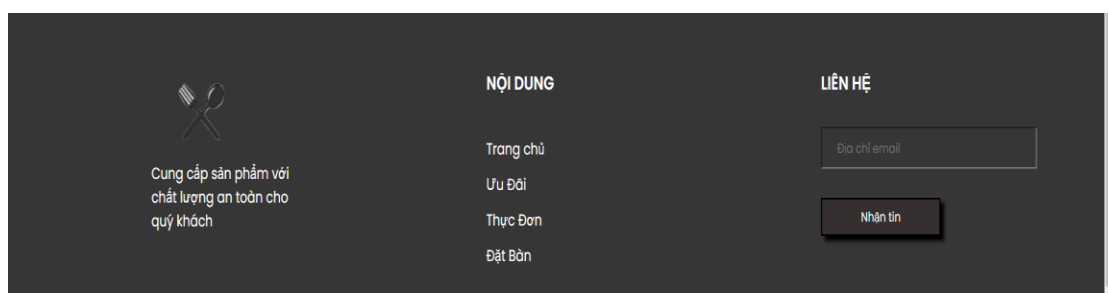 Cung cấp sản phẩm với
chất lượng an toàn cho
quý khách
NỘI DUNG
Trang chủ
Ưu Đãi
Thực Đơn
Đặt Bàn
LIÊN HỆ
Địa chỉ email
Nhận tin